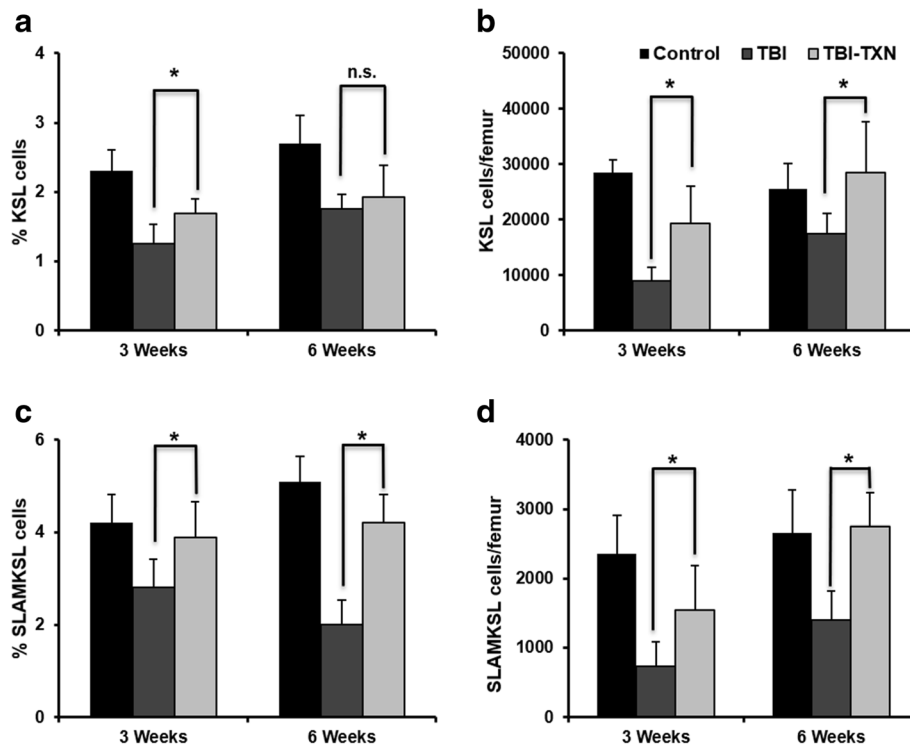 a
4
3
2
1
0
% KSL cells
*
n.s.
3 Weeks
6 Weeks
b
50000
40000
30000
20000
10000
0
KSL cells/femur
Control TBI TBI-TXN
*
*
3 Weeks
6 Weeks
c
6
4
2
0
% SLAMKSL cells
*
*
3 Weeks
6 Weeks
d
4000
3000
2000
1000
0
SLAMKSL cells/femur
*
*
3 Weeks
6 Weeks